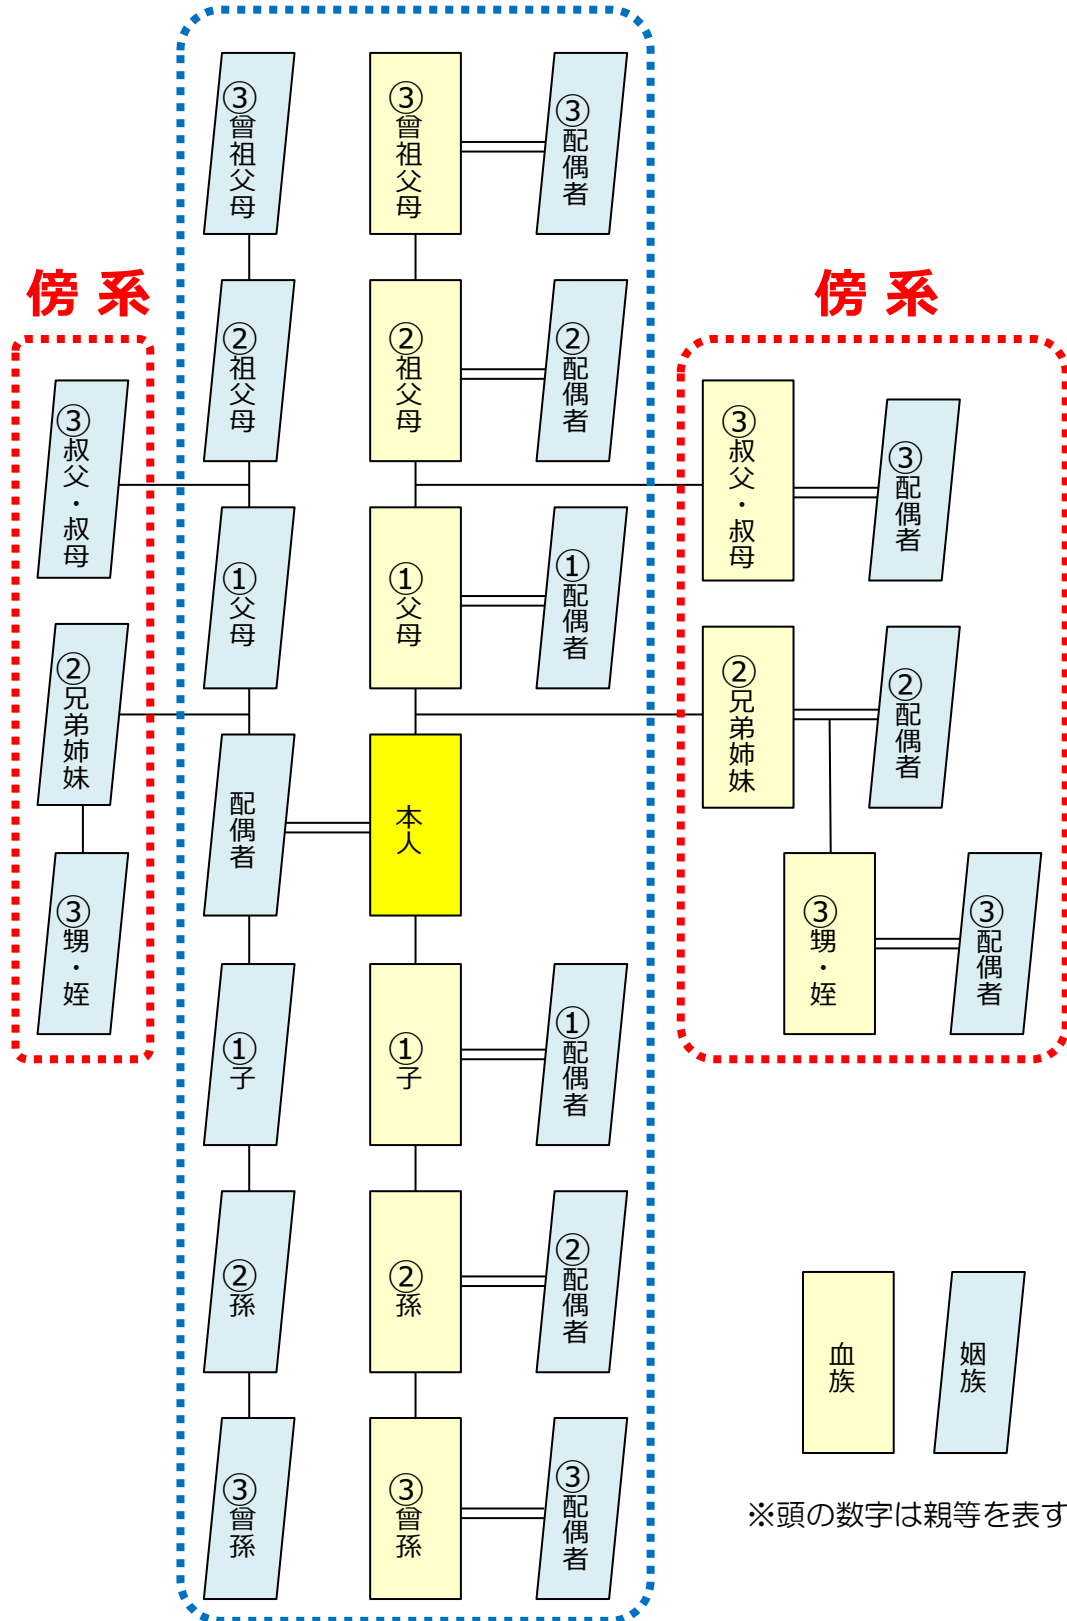 ③曾祖父母
③曾祖父母
③配偶者
傍系
傍系
②祖父母
②祖父母
②配偶者
③叔父・叔母
③叔父・叔母
③配偶者
①父母
①父母
①配偶者
②兄弟姉妹
②兄弟姉妹
②配偶者
配偶者
本人
③甥・姪
③甥・姪
③配偶者
①子
①子
①配偶者
②孫
②孫
②配偶者
血族
姻族
③曾孫
③曾孫
③配偶者
※頭の数字は親等を表す